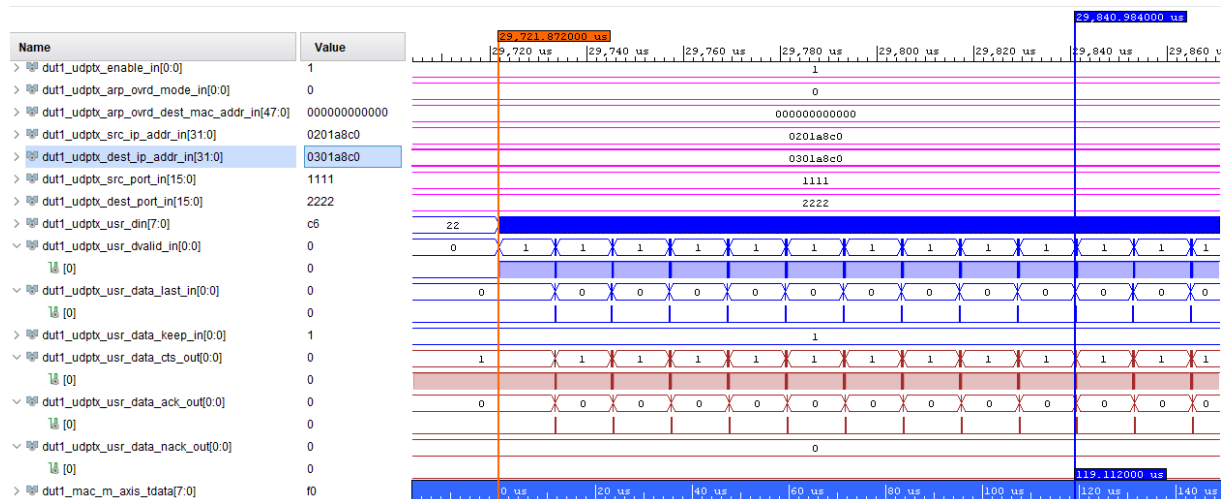 29,840.984000 us
29,721.872000 us
Name Value 29,720 us 29,740 us 29,760 us 29,780 us 29,800 us 29,820 us 29,840 us 29,860 u
dut1_udptx_enable_in[0:0] 1 1
dut1_udptx_arp_ovrd_mode_in[0:0] 0 0
dut1_udptx_arp_ovrd_dest_mac_addr_in[47:0] 000000000000 000000000000
dut1_udptx_src_ip_addr_in[31:0] 0201a8c0 0201a8c0
dut1_udptx_dest_ip_addr_in[31:0] 0301a8c0 0301a8c0
dut1_udptx_src_port_in[15:0] 1111 1111
dut1_udptx_dest_port_in[15:0] 2222 2222
dut1_udptx_usr_din[7:0] c6 22
dut1_udptx_usr_dvalid_in[0:0] 0 0 1 1 1 1 1 1 1 1 1 1 1 1 1
[0] 0
dut1_udptx_usr_data_last_in[0:0] 0 0 0 0 0 0 0 0 0 0 0 0 0 0
[0] 0
dut1_udptx_usr_data_keep_in[0:0] 1 1
dut1_udptx_usr_data_cts_out[0:0] 0 1 1 1 1 1 1 1 1 1 1 1 1 1
[0] 0
dut1_udptx_usr_data_ack_out[0:0] 0 0 0 0 0 0 0 0 0 0 0 0 0 0
[0] 0
dut1_udptx_usr_data_nack_out[0:0] 0 0
[0] 0
119.112000 us
dut1_mac_m_axis_tdata[7:0] f0 0 us 20 us 40 us 60 us 80 us 100 us 120 us 140 us